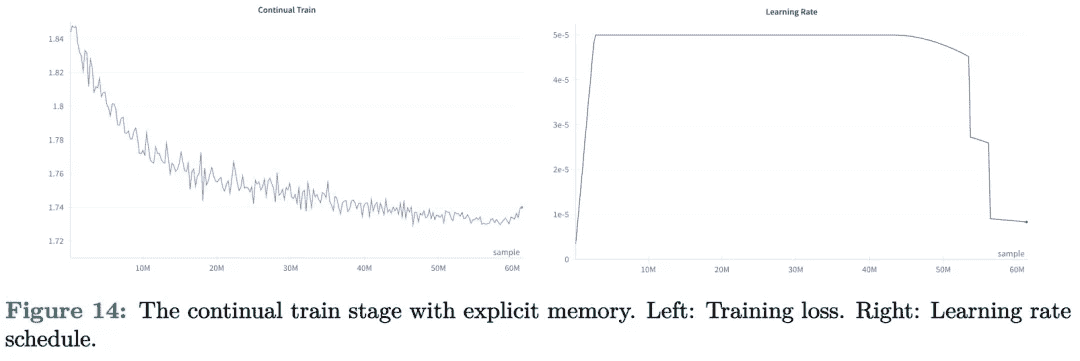 Continual Train
1.84
1.82
1.8
1.78
1.76
1.74
1.72
sample
10M 20M 30M 40M 50M 60M
Learning Rate
5e-5
4e-5
3e-5
2e-5
1e-5
0
sample
10M 20M 30M 40M 50M 60M
Figure 14: The continual train stage with explicit memory. Left: Training loss. Right: Learning rate
schedule.